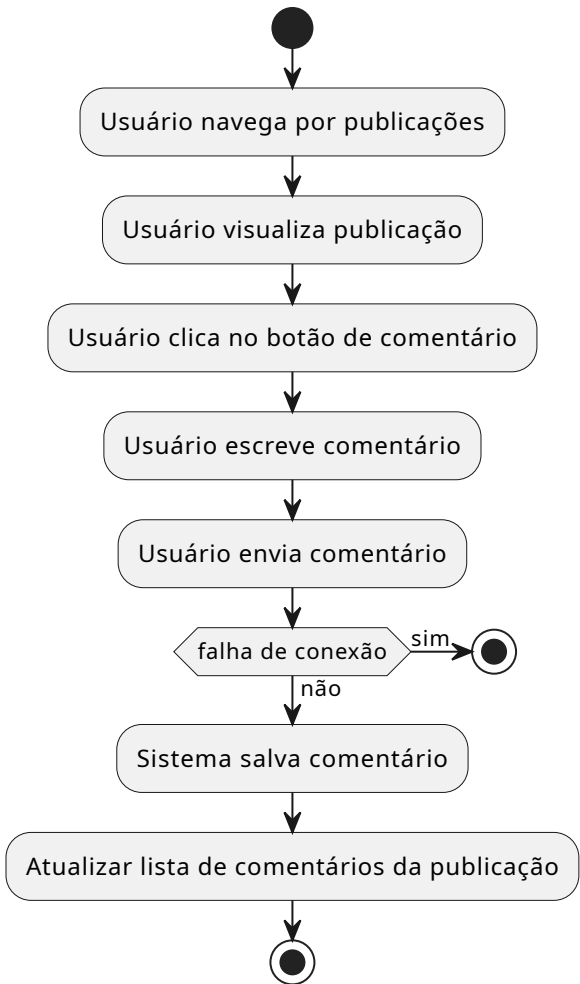 Usuário navega por publicações
Usuário visualiza publicação
Usuário clica no botão de comentário
Usuário escreve comentário
Usuário envia comentário
falha de conexão
sim
não
Sistema salva comentário
Atualizar lista de comentários da publicação